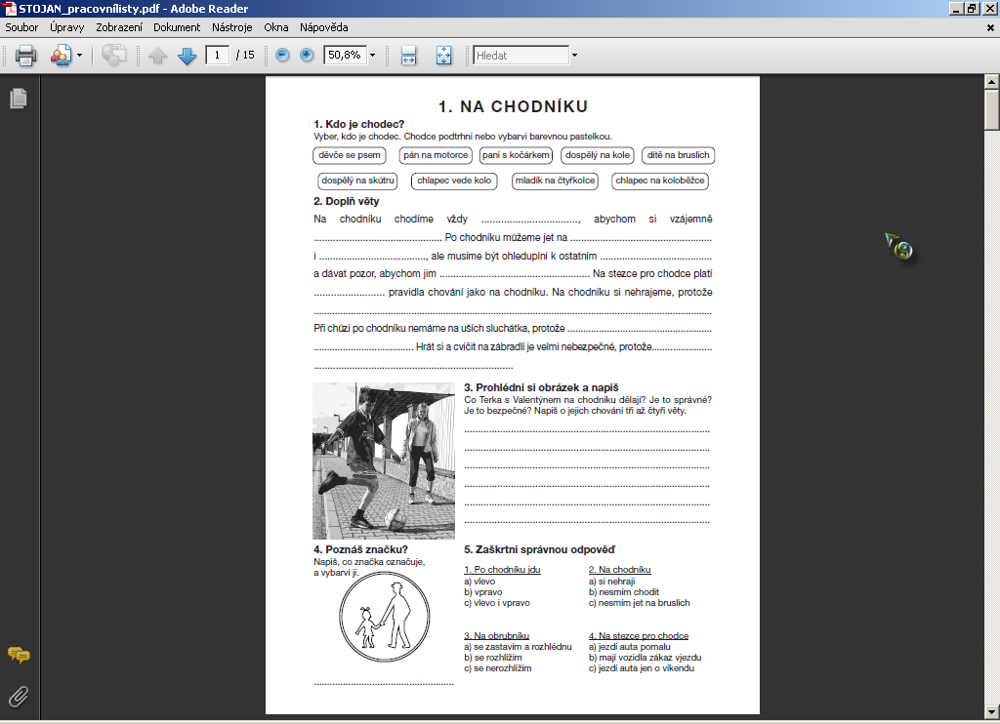 STOJAN_pracovnílisty.pdf - Adobe Reader
Soubor Úpravy Zobrazení Dokument Nástroje Okna Nápověda
1 / 15 50,8% Hledat
1. NA CHODNÍKU
1. Kdo je chodec?
Vyber, kdo je chodec. Chodce podtrhni nebo vybarvi barevnou pastelkou.
děvče se psem pán na motorce paní s kočárkem dospělý na kole dítě na bruslích
dospělý na skútru chlapec vede kolo mladík na čtyřkolce chlapec na koloběžce
2. Doplň věty
Na chodníku chodíme vždy ..................................., abychom si vzájemně
................................................ Po chodníku můžeme jet na .....................................................
i ........................................, ale musíme být ohleduplní k ostatním ..........................................
a dávat pozor, abychom jim ........................................................ Na stezce pro chodce platí
.......................... pravidla chování jako na chodníku. Na chodníku si nehrajeme, protože
......................................................................................................................................................
Při chůzi po chodníku nemáme na uších sluchátka, protože ......................................................
..................................... Hrát si a cvičit na zábradlí je velmi nebezpečné, protože.......................
..........................................................................
3. Prohlédni si obrázek a napiš
Co Terka s Valentýnem na chodníku dělají? Je to správné?
Je to bezpečné? Napiš o jejich chování tři až čtyři věty.
............................................................................................
............................................................................................
............................................................................................
............................................................................................
............................................................................................
............................................................................................
4. Poznáš značku?
Napiš, co značka označuje,
a vybarvi ji.
.....................................................
5. Zaškrtni správnou odpověď
1. Po chodníku jdu
a) vlevo
b) vpravo
c) vlevo i vpravo
2. Na chodníku
a) si nehraji
b) nesmím chodit
c) nesmím jet na bruslích
3. Na obrubníku
a) se zastavím a rozhlédnu
b) se rozhlížím
c) se nerozhlížím
4. Na stezce pro chodce
a) jezdí auta pomalu
b) mají vozidla zákaz vjezdu
c) jezdí auta jen o víkendu